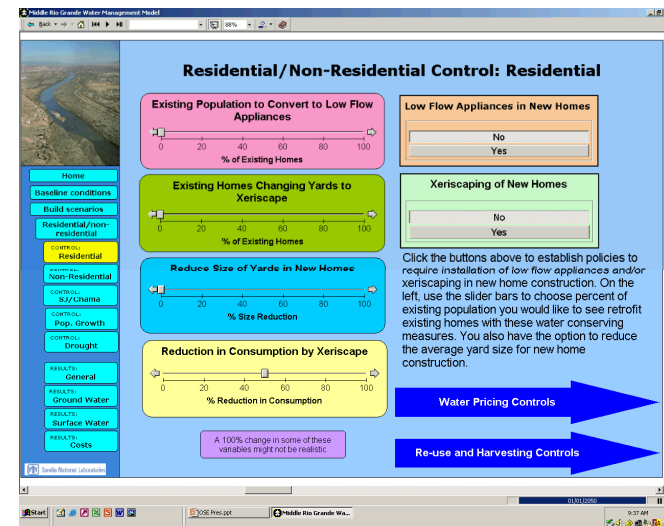 Middle Rio Grande Water Management Model
Back
88%
Residential/Non-Residential Control: Residential
Existing Population to Convert to Low Flow
Appliances
0 20 40 60 80 100
% of Existing Homes
Low Flow Appliances in New Homes
No
Yes
Home
Baseline conditions
Build scenarios
Residential/non-
residential
CONTROL:
Residential
CONTROL:
Non-Residential
CONTROL:
SJ/Chama
CONTROL:
Pop. Growth
CONTROL:
Drought
RESULTS:
General
RESULTS:
Ground Water
RESULTS:
Surface Water
RESULTS:
Costs
Sandia National Laboratories
Existing Homes Changing Yards to
Xeriscape
0 20 40 60 80 100
% of Existing Homes
Xeriscaping of New Homes
No
Yes
Reduce Size of Yards in New Homes
0 20 40 60 80 100
% Size Reduction
Reduction in Consumption by Xeriscape
0 20 40 60 80 100
% Reduction in Consumption
A 100% change in some of these
variables might not be realistic
Click the buttons above to establish policies to
require installation of low flow appliances and/or
xeriscaping in new home construction. On the
left, use the slider bars to choose percent of
existing population you would like to see retrofit
existing homes with these water conserving
measures. You also have the option to reduce
the average yard size for new home
construction.
Water Pricing Controls
Re-use and Harvesting Controls
01/01/2050
Start
OSE Pres.ppt
Middle Rio Grande Wa...
9:37 AM